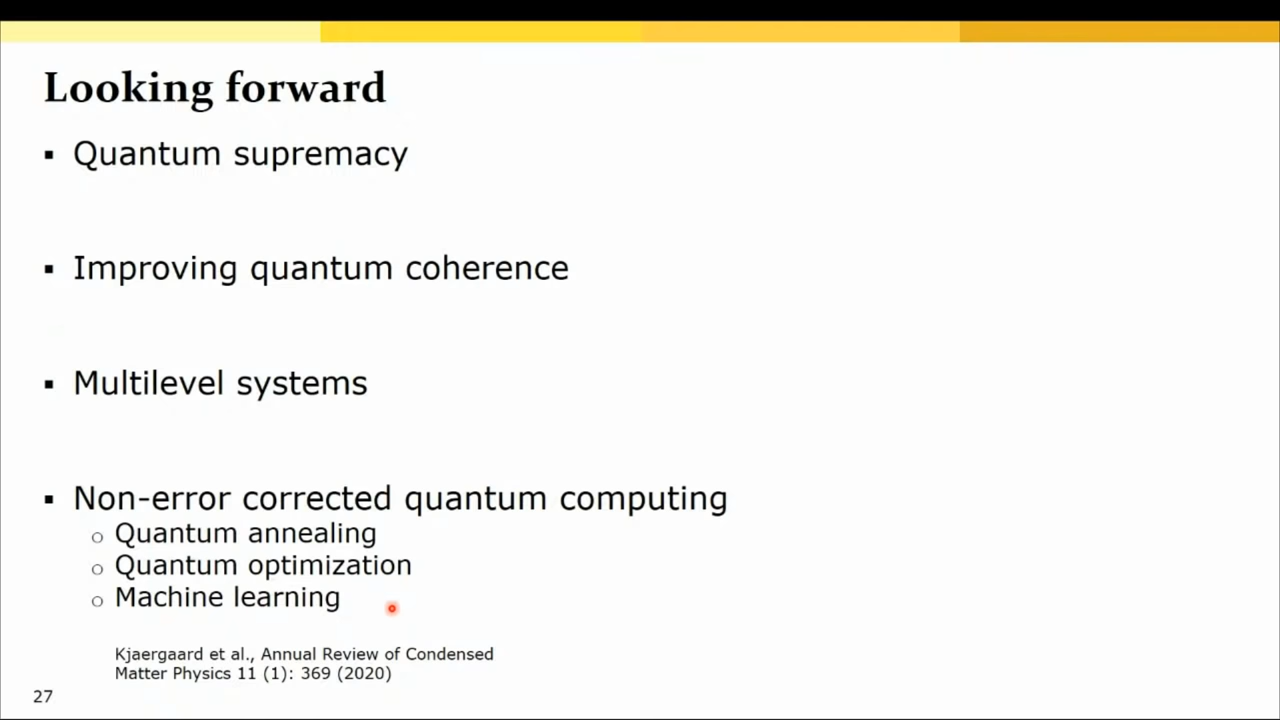 Looking forward
▪ Quantum supremacy
▪ Improving quantum coherence
▪ Multilevel systems
▪ Non-error corrected quantum computing
○ Quantum annealing
○ Quantum optimization
○ Machine learning
Kjaergaard et al., Annual Review of Condensed
Matter Physics 11 (1): 369 (2020)
27